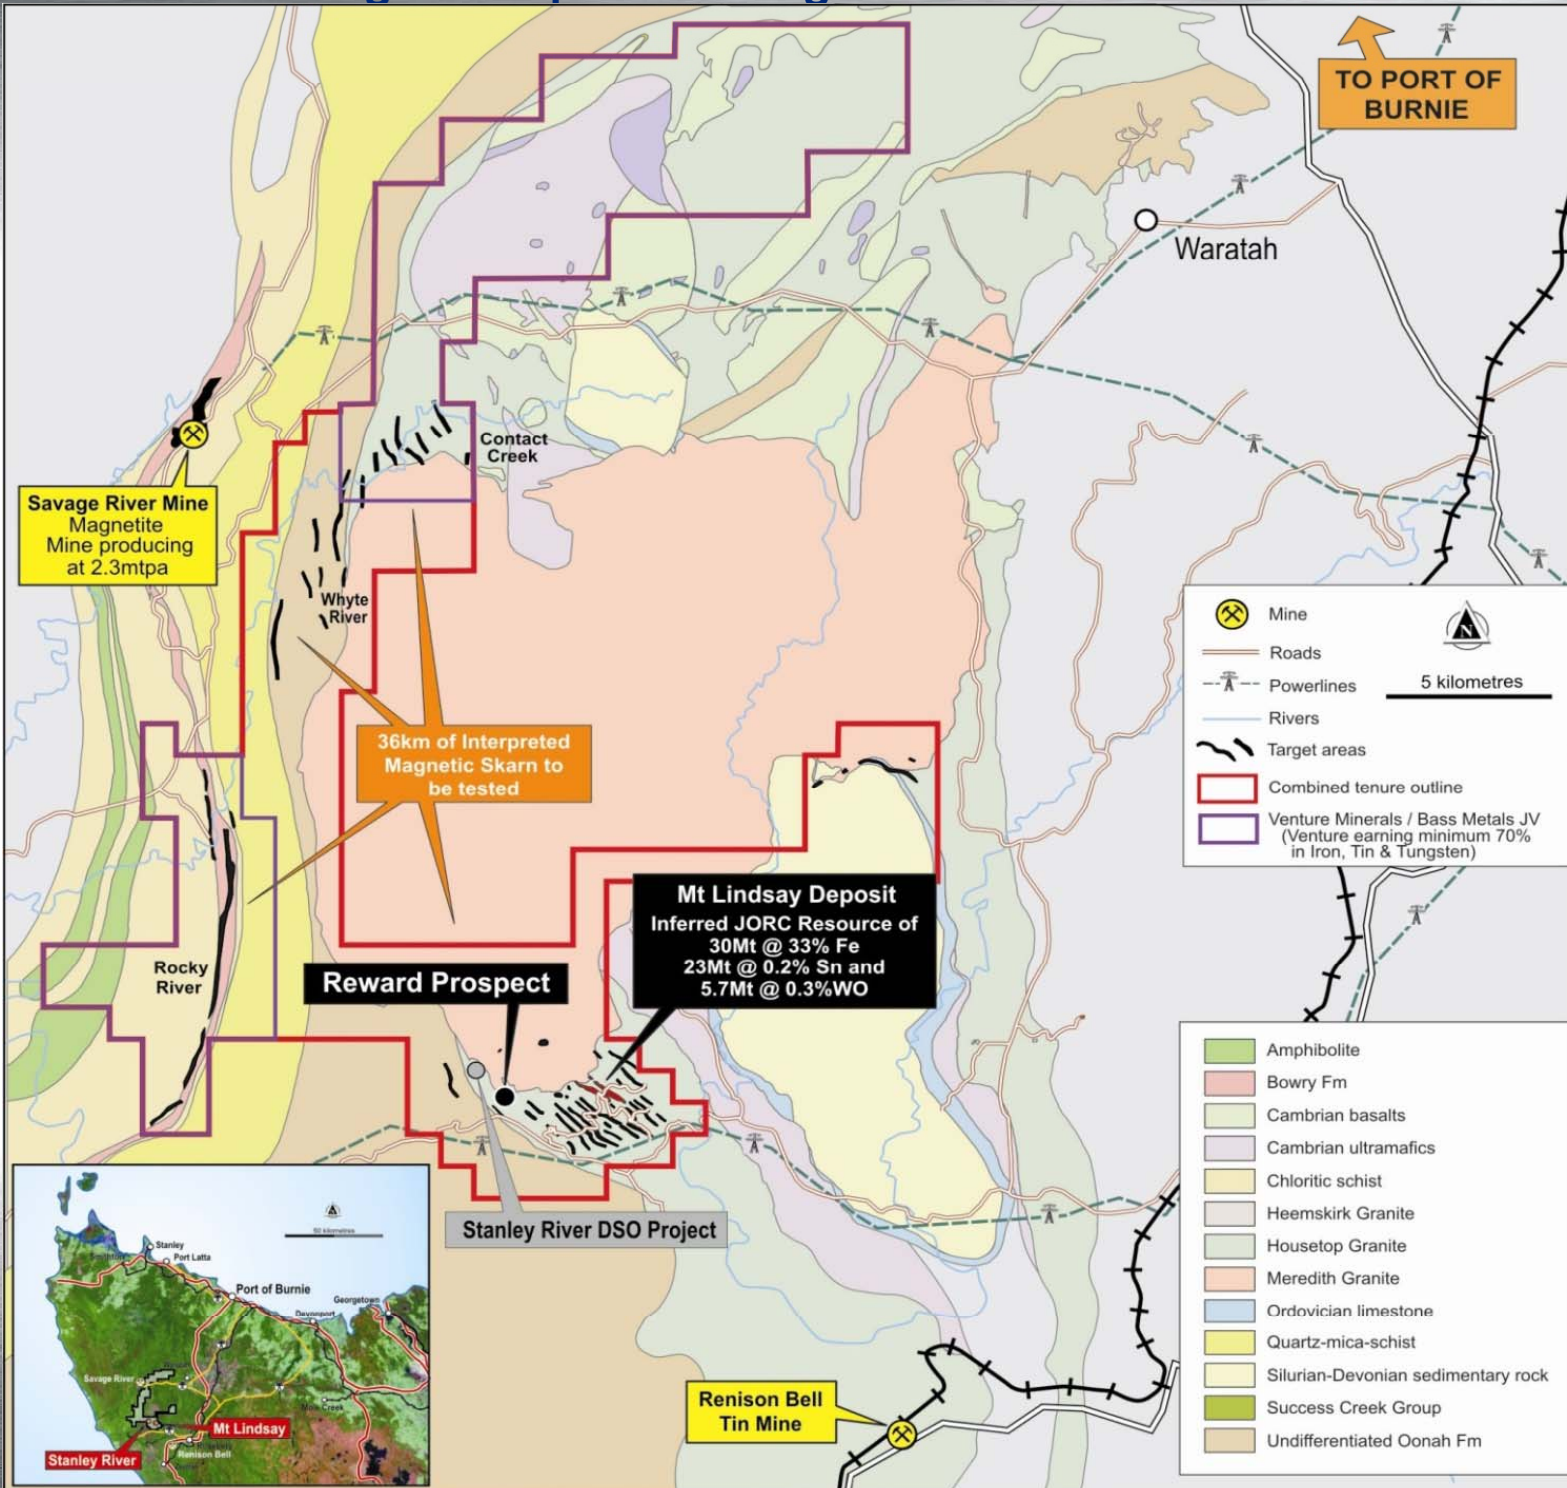 TO PORT OF
BURNIE
Waratah
Contact
Creek
Savage River Mine
Magnetite
Mine producing
at 2.3mtpa
Whyte
River
Mine
Roads
Powerlines
Rivers
Target areas
Combined tenure outline
Venture Minerals / Bass Metals JV
(Venture earning minimum 70%
in Iron, Tin & Tungsten)
N
5 kilometres
36km of Interpreted
Magnetic Skarn to
be tested
Mt Lindsay Deposit
Inferred JORC Resource of
30Mt @ 33% Fe
23Mt @ 0.2% Sn and
5.7Mt @ 0.3%WO
Rocky
River
Reward Prospect
Stanley River DSO Project
Amphibolite
Bowry Fm
Cambrian basalts
Cambrian ultramafics
Chloritic schist
Heemskirk Granite
Housetop Granite
Meredith Granite
Ordovician limestone
Quartz-mica-schist
Silurian-Devonian sedimentary rock
Success Creek Group
Undifferentiated Oonah Fm
Renison Bell
Tin Mine
50 kilometres
Stanley
Port Latta
Port of Burnie
Devonport
Georgetown
Savage River
Mole Creek
Mt Lindsay
Renison Bell
Stanley River